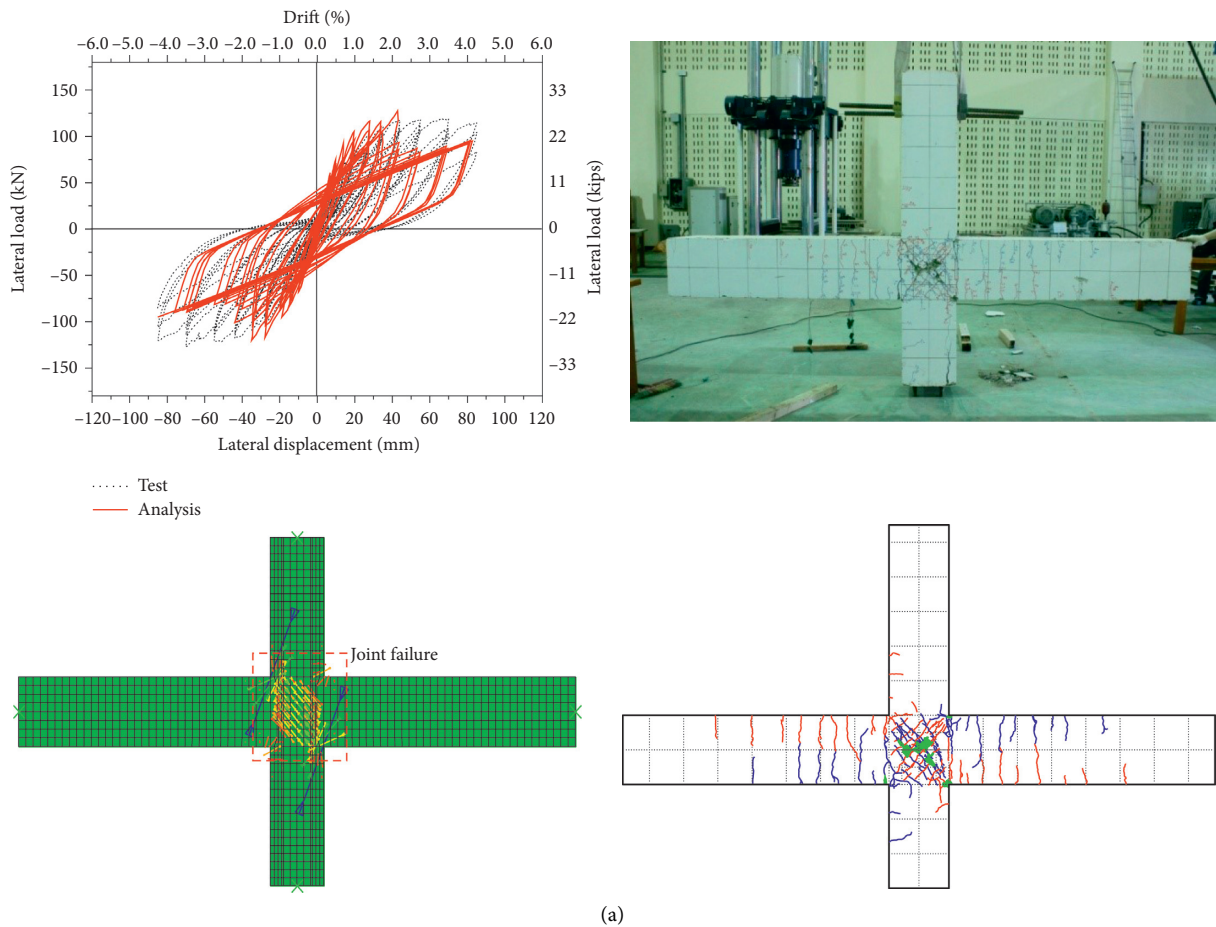 Drift (%)
−6.0 −5.0 −3.0 −2.0 −1.0 0.0 1.0 2.0 3.0 4.0 5.0 6.0
150 33
100 22
50 11
0 0
−50 −11
−100 −22
−150 −33
Lateral load (kN)
Lateral load (kips)
−120 −100 −80 −60 −40 −20 0 20 40 60 80 100 120
Lateral displacement (mm)
Test
Analysis
Joint failure
(a)